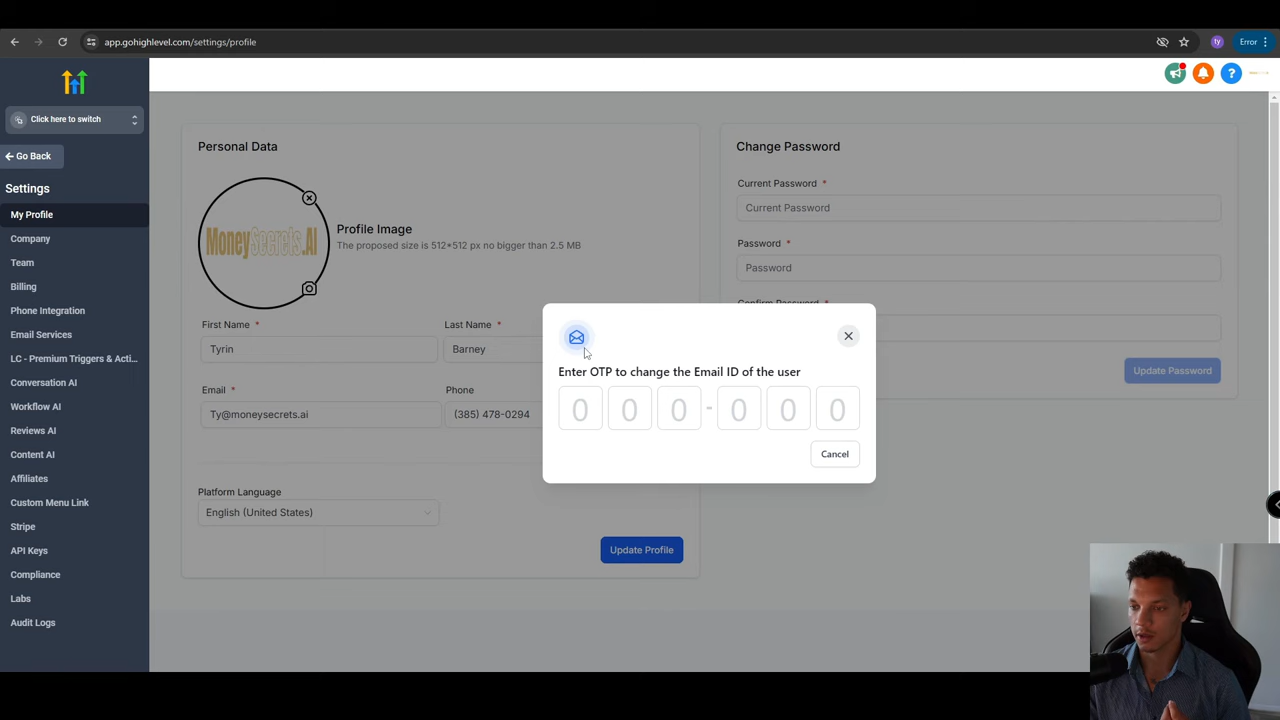 app.gohighlevel.com/settings/profile
ty
Error
Click here to switch
Go Back
Settings
My Profile
Company
Team
Billing
Phone Integration
Email Services
LC - Premium Triggers & Acti...
Conversation AI
Workflow AI
Reviews AI
Content AI
Affiliates
Custom Menu Link
Stripe
API Keys
Compliance
Labs
Audit Logs
Personal Data
MoneySecrets.AI
Profile Image
The proposed size is 512*512 px no bigger than 2.5 MB
First Name *
Last Name *
Tyrin
Barney
Email
Phone
Ty@moneysecrets.ai
(385) 478-0294
Platform Language
English (United States)
Update Profile
Change Password
Current Password *
Current Password
Password *
Password
Confirm Password *
Update Password
Enter OTP to change the Email ID of the user
0 0 0 - 0 0 0
Cancel